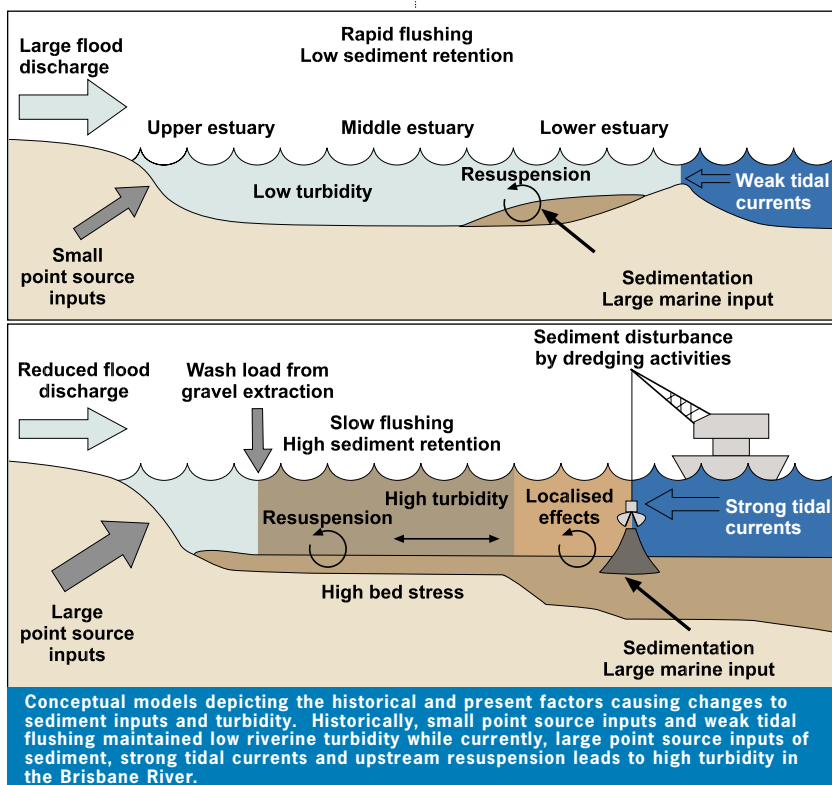 Rapid flushing
Low sediment retention
Large flood
discharge
Upper estuary
Middle estuary
Lower estuary
Low turbidity
Resuspension
Weak tidal
currents
Small
point source
inputs
Sedimentation
Large marine input
Sediment disturbance
by dredging activities
Reduced flood
discharge
Wash load from
gravel extraction
Slow flushing
High sediment retention
High turbidity
Localised
effects
Resuspension
Strong tidal
currents
High bed stress
Large
point source
inputs
Sedimentation
Large marine input
Conceptual models depicting the historical and present factors causing changes to
sediment inputs and turbidity. Historically, small point source inputs and weak tidal
flushing maintained low riverine turbidity while currently, large point source inputs of
sediment, strong tidal currents and upstream resuspension leads to high turbidity in
the Brisbane River.